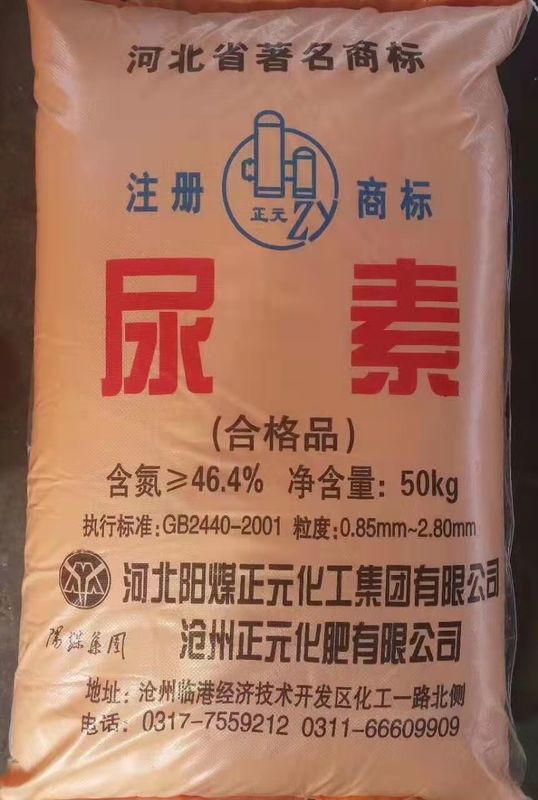 河北省著名商标
注册 正元 ZY 商标
尿素
(合格品)
含氮≥46.4% 净含量: 50kg
执行标准:GB2440-2001 粒度:0.85mm~2.80mm
河北阳煤正元化工集团有限公司
陽煤集团 沧州正元化肥有限公司
地址: 沧州临港经济技术开发区化工一路北侧
电话: 0317-7559212 0311-66609909